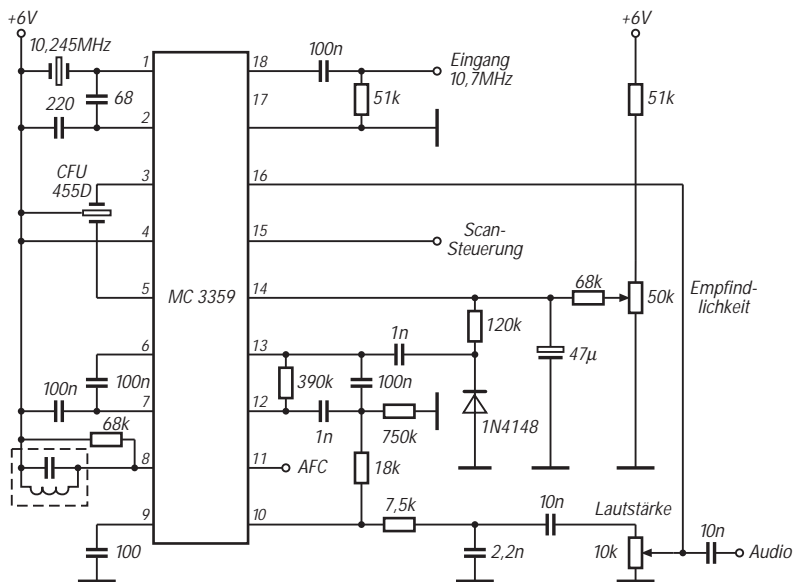 +6V
+6V
10,245MHz
1
18
100n
Eingang
10,7MHz
68
51k
51k
220
2
17
CFU
455D
3
16
4
15
Scan-
Steuerung
5
MC 3359
14
68k
50k
Empfind-
lichkeit
120k
47µ
6
13
1n
100n
100n
390k
100n
7
12
1n
750k
1N4148
68k
8
11
AFC
18k
9
10
7,5k
10n
Lautstärke
100
2,2n
10k
10n
Audio